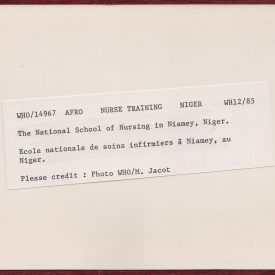 WHO/14967 AFRO NURSE TRAINING NIGER WH12/85
The National School of Nursing in Niamey, Niger.
Ecole nationale de soins infirmiers à Niamey, au
Niger.
Please credit : Photo WHO/M. Jacot